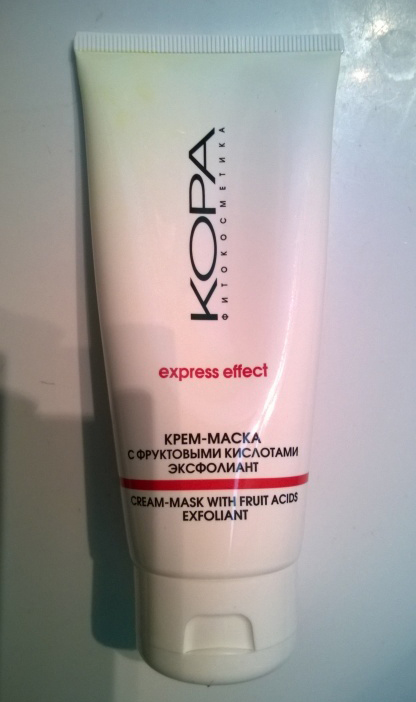 КОРА
ФИТОКОСМЕТИКА
express effect
КРЕМ-МАСКА
С ФРУКТОВЫМИ КИСЛОТАМИ
ЭКСФОЛИАНТ
CREAM-MASK WITH FRUIT ACIDS
EXFOLIANT